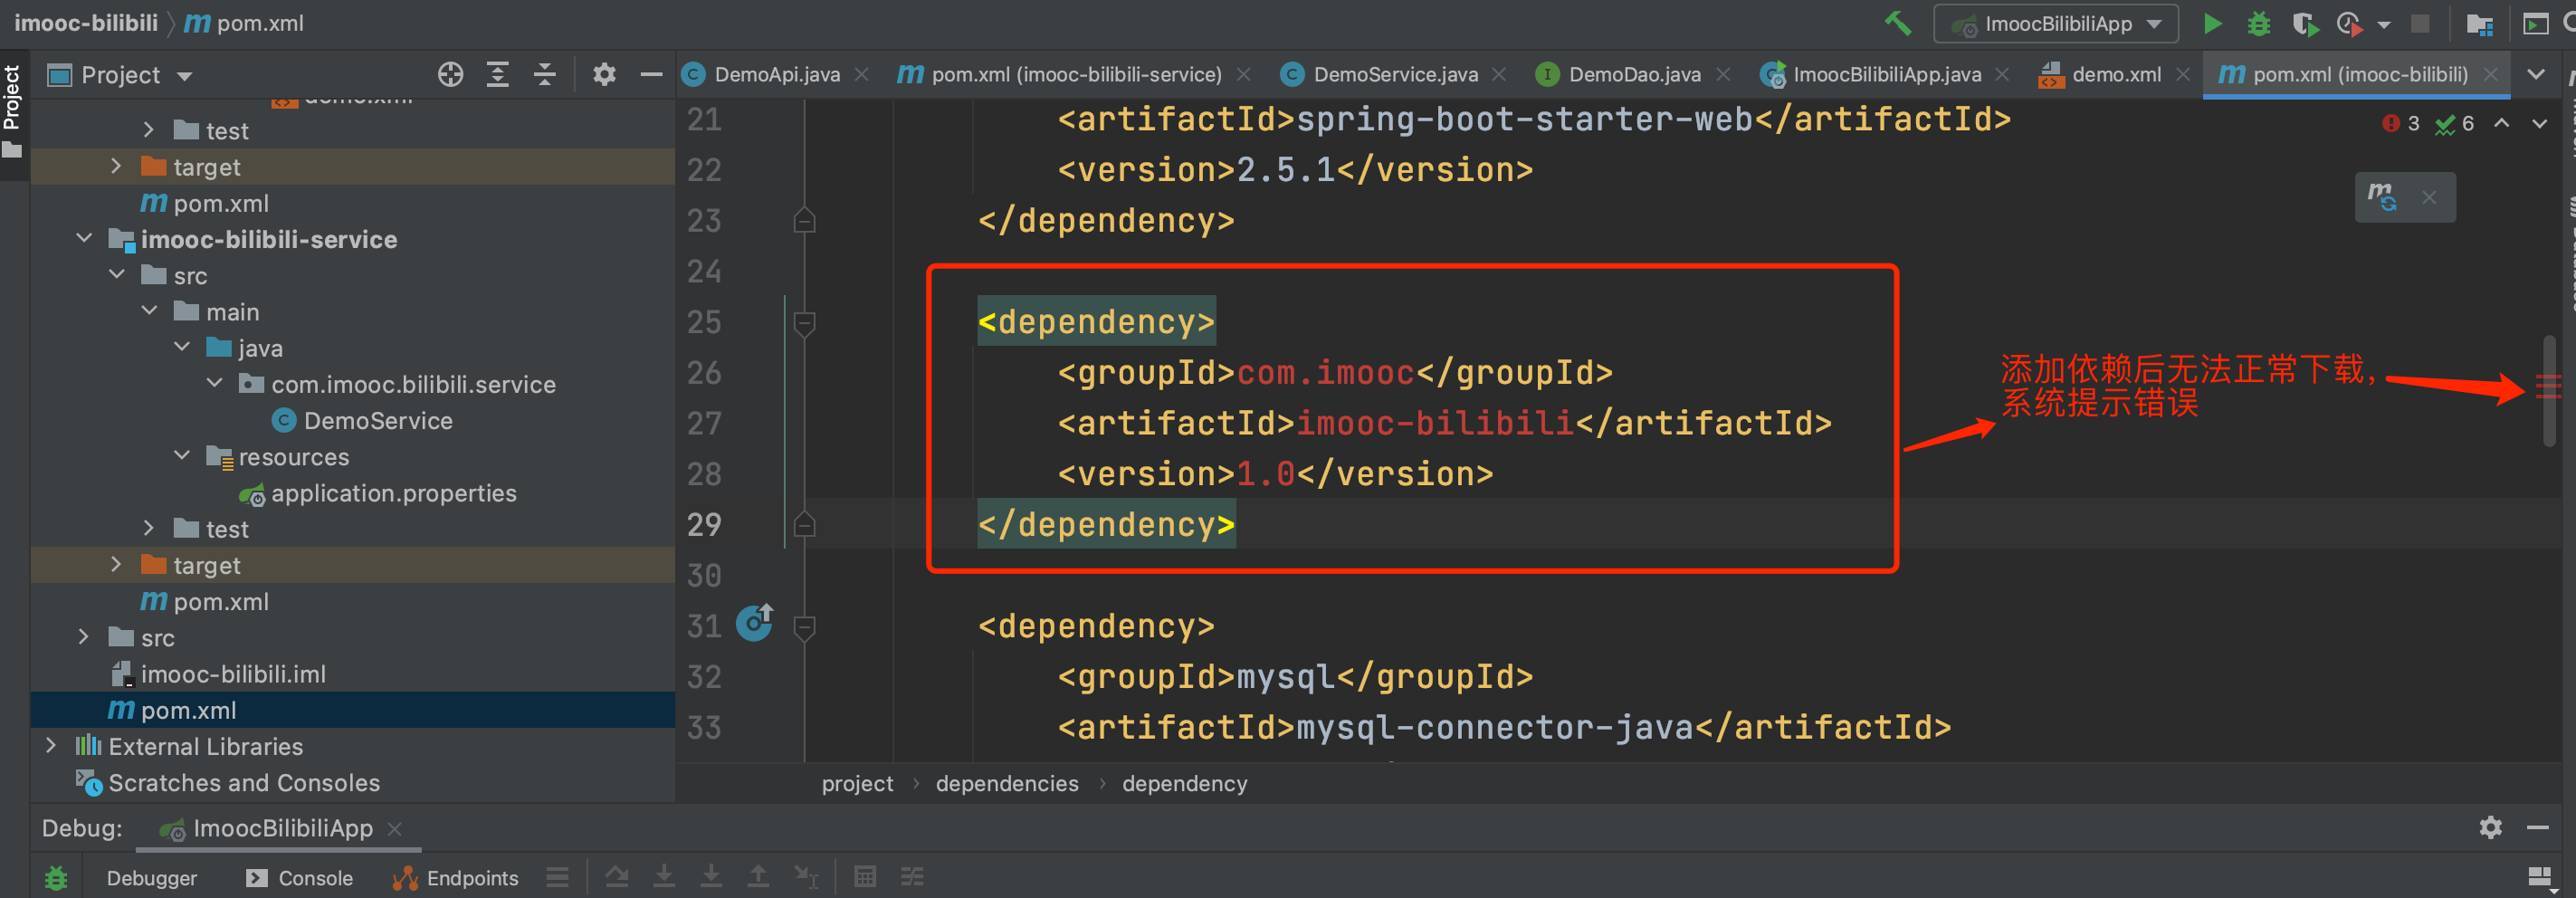 imooc-bilibili pom.xml ImoocBilibiliApp
Project
Project DemoApi.java pom.xml (imooc-bilibili-service) DemoService.java DemoDao.java ImoocBilibiliApp.java demo.xml pom.xml (imooc-bilibili)
demo.xml
test
target
pom.xml
imooc-bilibili-service
src
main
java
com.imooc.bilibili.service
DemoService
resources
application.properties
test
target
pom.xml
src
imooc-bilibili.iml
pom.xml
External Libraries
Scratches and Consoles
21 <artifactId>spring-boot-starter-web</artifactId>
3 6
22 <version>2.5.1</version>
23 </dependency>
24
25 <dependency>
26 <groupId>com.imooc</groupId>
27 <artifactId>imooc-bilibili</artifactId>
28 <version>1.0</version>
29 </dependency>
30
31 <dependency>
32 <groupId>mysql</groupId>
33 <artifactId>mysql-connector-java</artifactId>
添加依赖后无法正常下载，
系统提示错误
project dependencies dependency
Debug: ImoocBilibiliApp
Debugger Console Endpoints